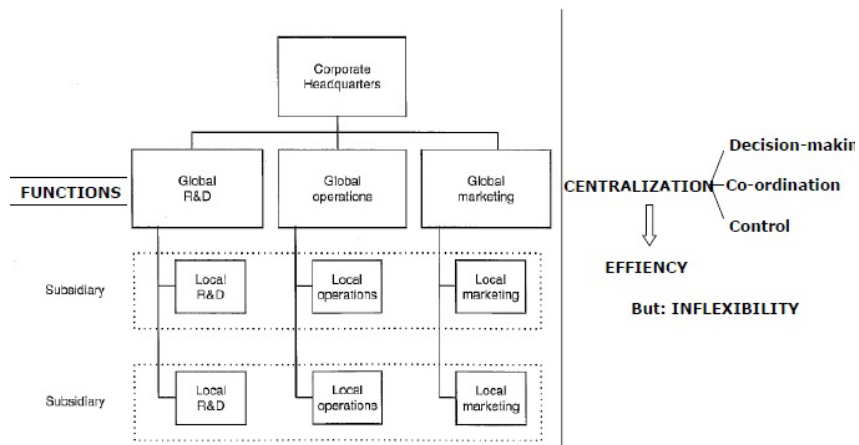 Corporate
Headquarters
FUNCTIONS
Global
R&D
Global
operations
Global
marketing
Subsidiary
Local
R&D
Local
operations
Local
marketing
Subsidiary
Local
R&D
Local
operations
Local
marketing
Decision-makin
CENTRALIZATION
Co-ordination
Control
EFFIENCY
But: INFLEXIBILITY